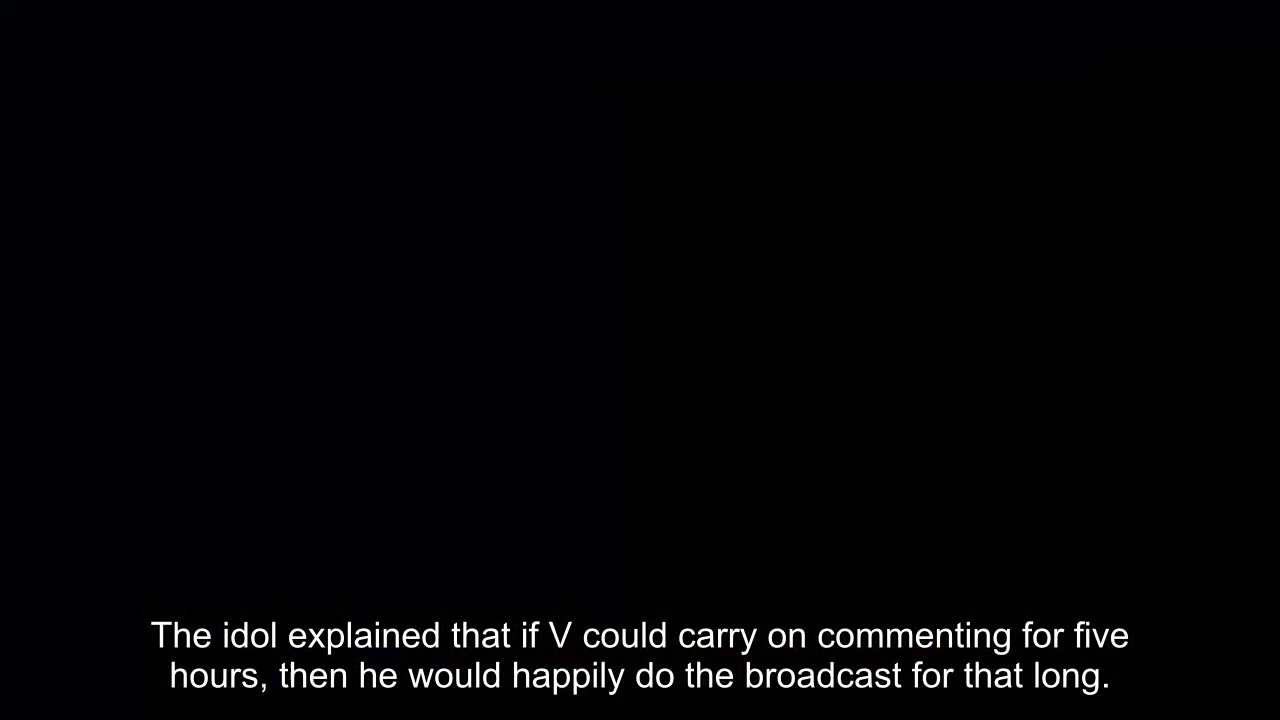 The idol explained that if V could carry on commenting for five
hours, then he would happily do the broadcast for that long.